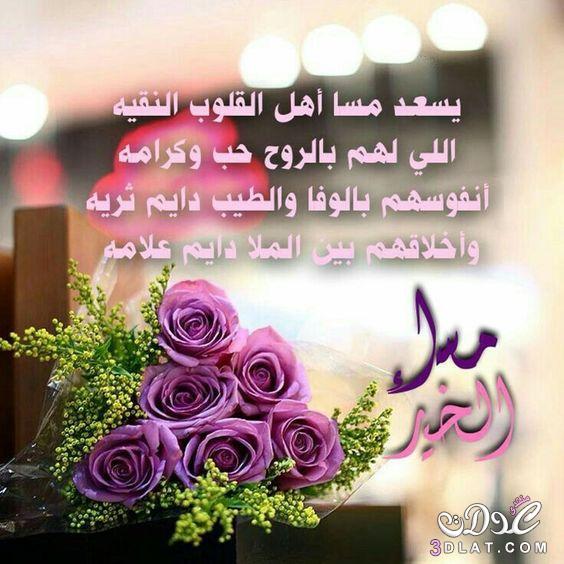 يسعد مسا أهل القلوب النقيه
اللي لهم بالروح حب وكرامه
أنفوسهم بالوفا والطيب دايم ثريه
وأخلاقهم بين الملا دايم علامه
مساء
الخير
منتدى
عدلات
3DLAT.COM